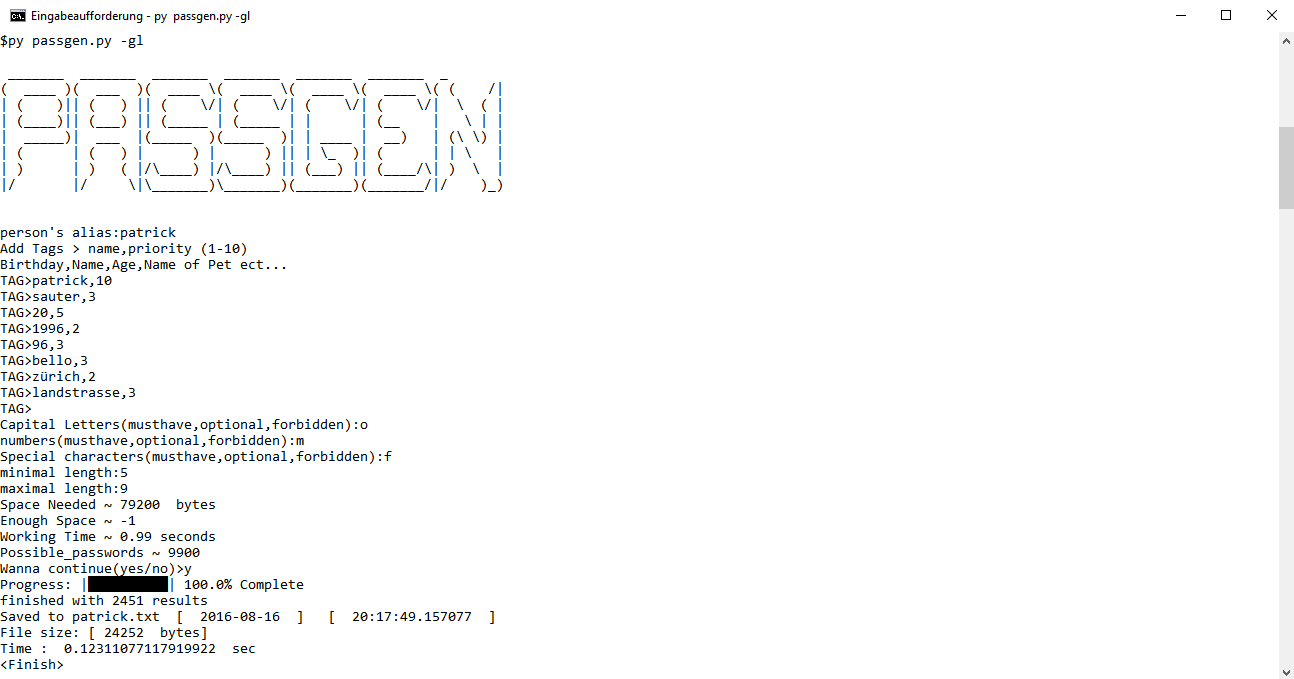 Eingabeaufforderung - py  passgen.py -gl
$py passgen.py -gl
PASSGEN
person's alias:patrick
Add Tags > name,priority (1-10)
Birthday,Name,Age,Name of Pet ect...
TAG>patrick,10
TAG>sauter,3
TAG>20,5
TAG>1996,2
TAG>96,3
TAG>bello,3
TAG>zürich,2
TAG>landstrasse,3
TAG>
Capital Letters(musthave,optional,forbidden):o
numbers(musthave,optional,forbidden):m
Special characters(musthave,optional,forbidden):f
minimal length:5
maximal length:9
Space Needed ~ 79200  bytes
Enough Space ~ -1
Working Time ~ 0.99 seconds
Possible_passwords ~ 9900
Wanna continue(yes/no)>y
Progress: |██████████| 100.0% Complete
finished with 2451 results
Saved to patrick.txt  [  2016-08-16  ]   [  20:17:49.157077  ]
File size: [ 24252  bytes]
Time :  0.12311077117919922  sec
<Finish>